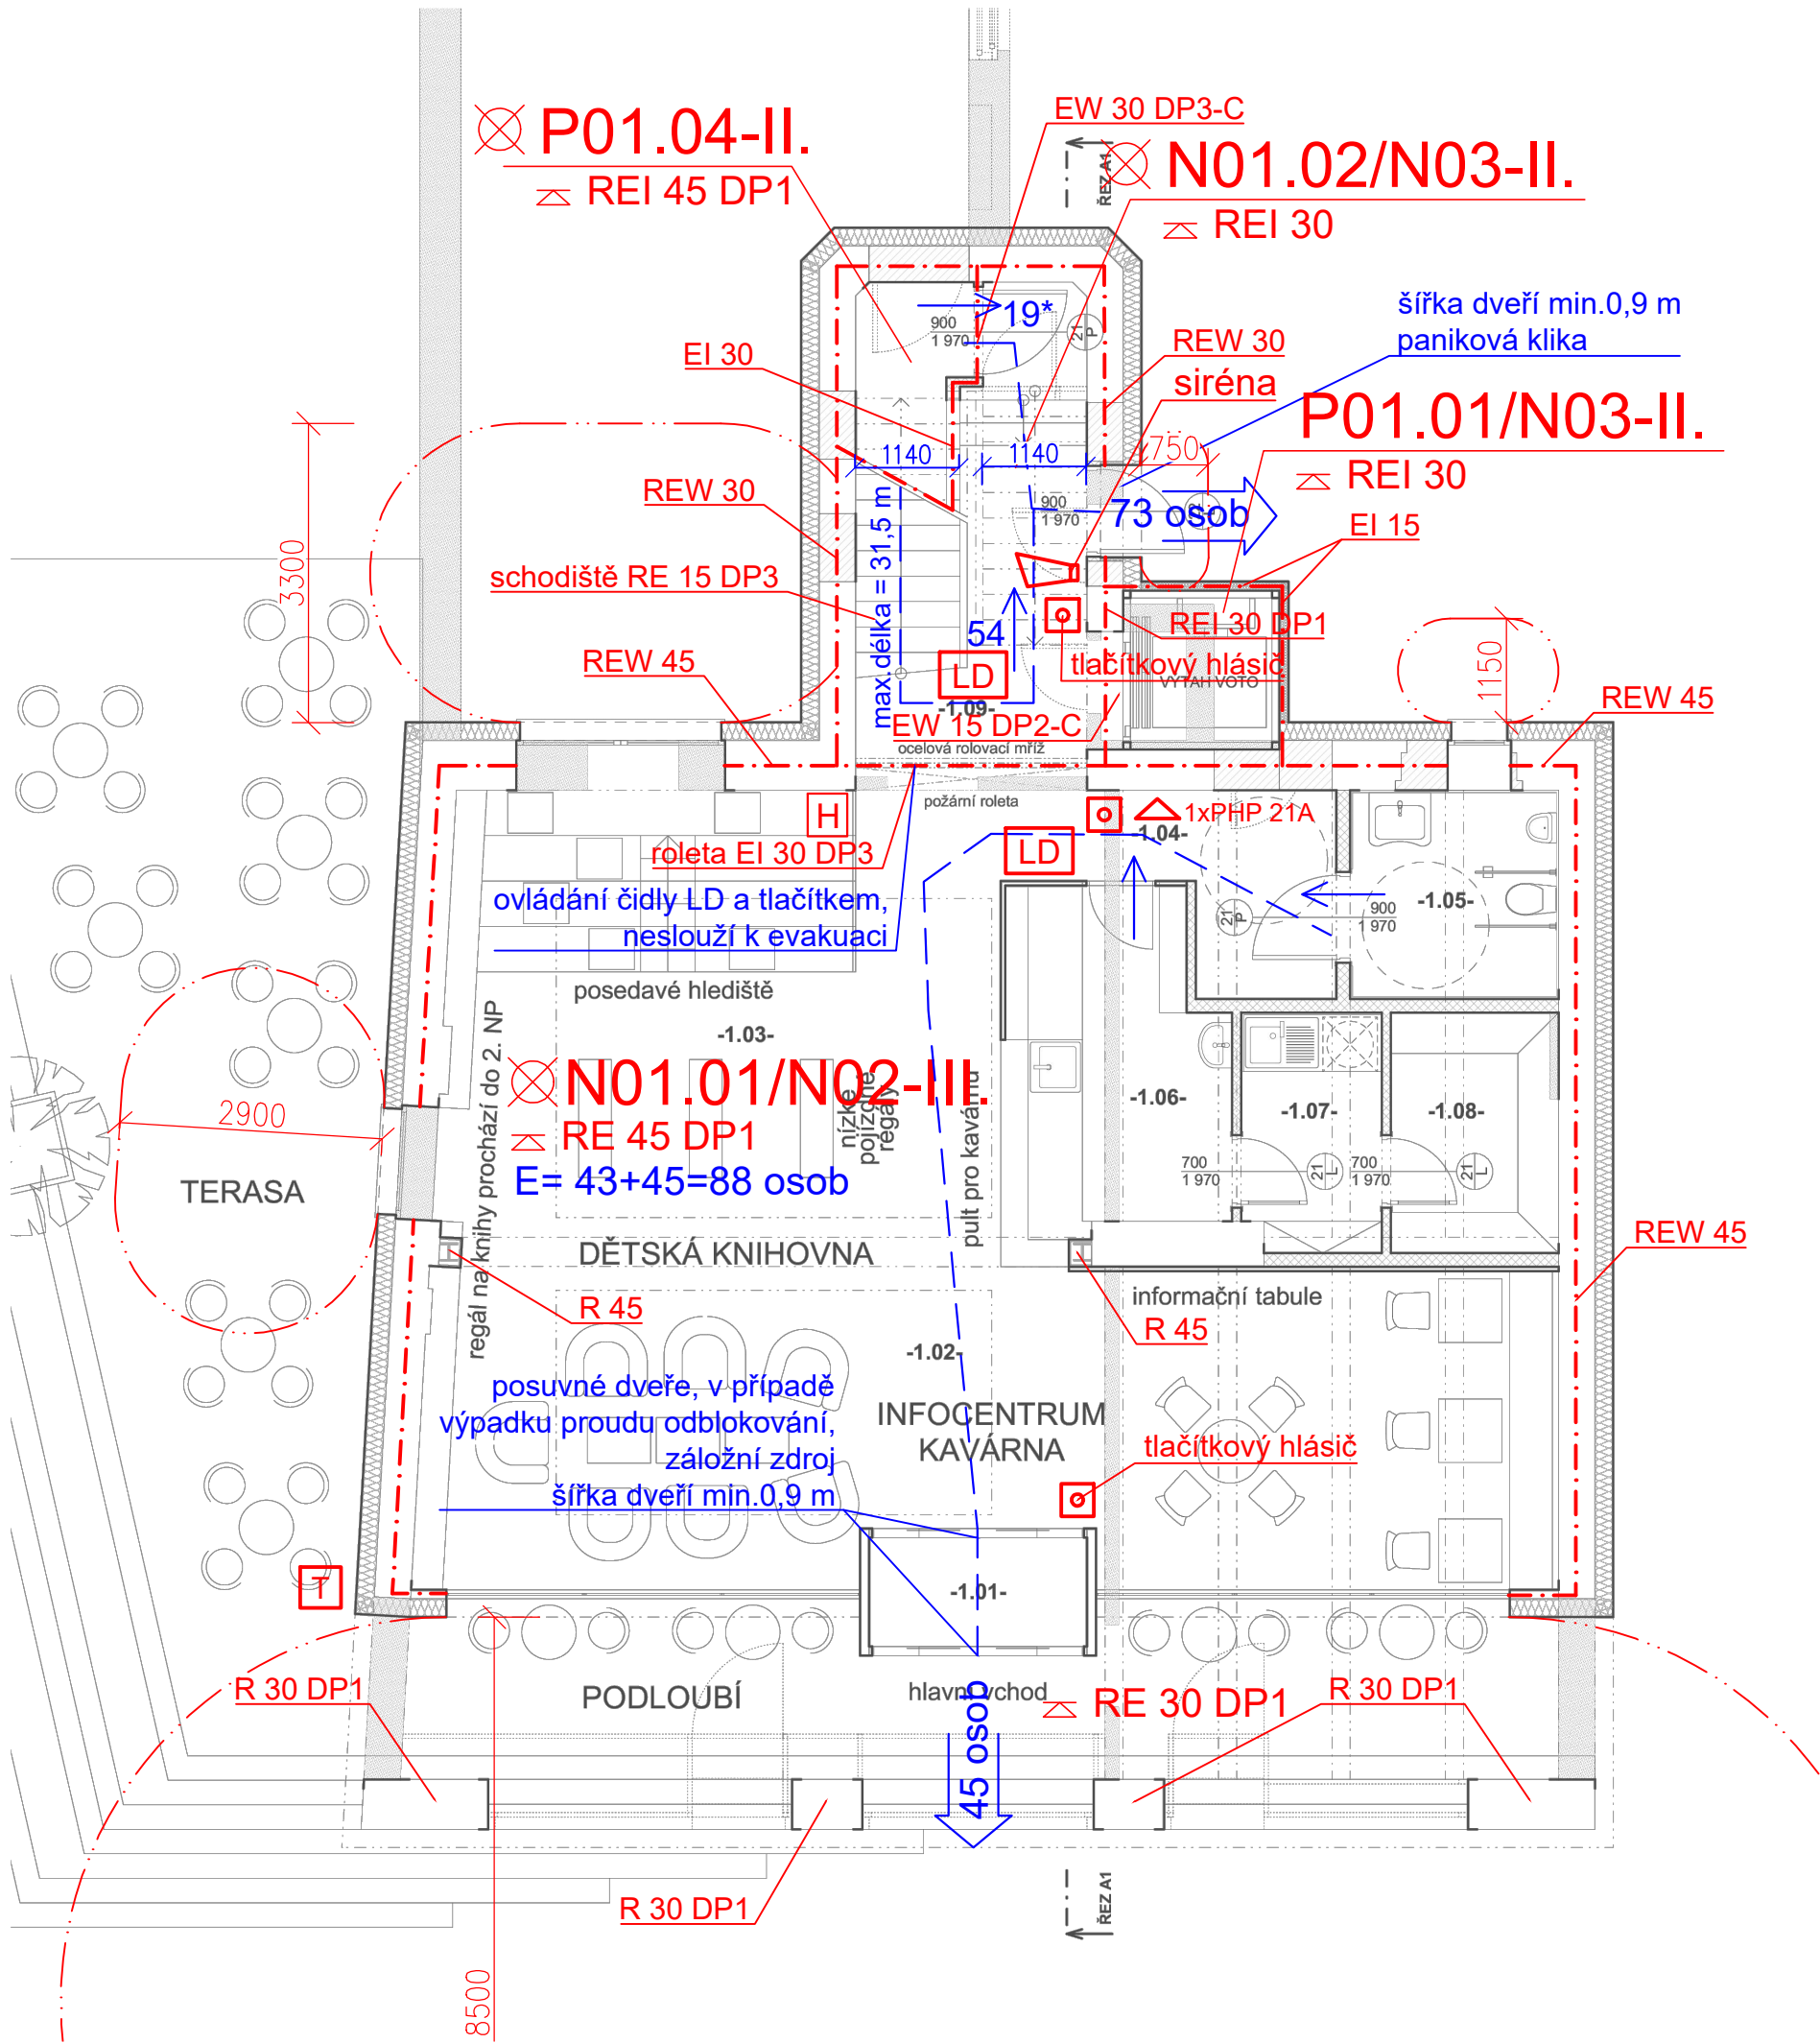 EW 30 DP3-C
P01.04-II.
REI 45 DP1
ŘEZ A1
N01.02/N03-II.
REI 30
šířka dveří min.0,9 m
paniková klika
900
1 970
19*
21
P
EI 30
REW 30
siréna
P01.01/N03-II.
REI 30
1140
1140
750
REW 30
900
1 970
73 osob
EI 15
3300
max.délka = 31,5 m
schodiště RE 15 DP3
54
REI 30 DP1
tlačítkový hlásič
VÝTAH VOTO
REW 45
LD
1150
REW 45
-1.09-
EW 15 DP2-C
ocelová rolovací mříž
požární roleta
H
1xPHP 21A
-1.04-
roleta EI 30 DP3
LD
ovládání čidly LD a tlačítkem,
neslouží k evakuaci
-1.05-
21
P
900
1 970
posedavé hlediště
-1.03-
regál na knihy prochází do 2. NP
N01.01/N02-III.
RE 45 DP1
E= 43+45=88 osob
nízké
pojízdné
regály
pult pro kavárnu
-1.06-
-1.07-
-1.08-
2900
TERASA
700
1 970
21
L
700
1 970
21
L
REW 45
DĚTSKÁ KNIHOVNA
R 45
informační tabule
R 45
-1.02-
posuvné dveře, v případě
výpadku proudu odblokování,
záložní zdroj
šířka dveří min.0,9 m
INFOCENTRUM
KAVÁRNA
tlačítkový hlásič
T
-1.01-
R 30 DP1
PODLOUBÍ
hlavní vchod
RE 30 DP1
R 30 DP1
45 osob
R 30 DP1
ŘEZ A1
8500